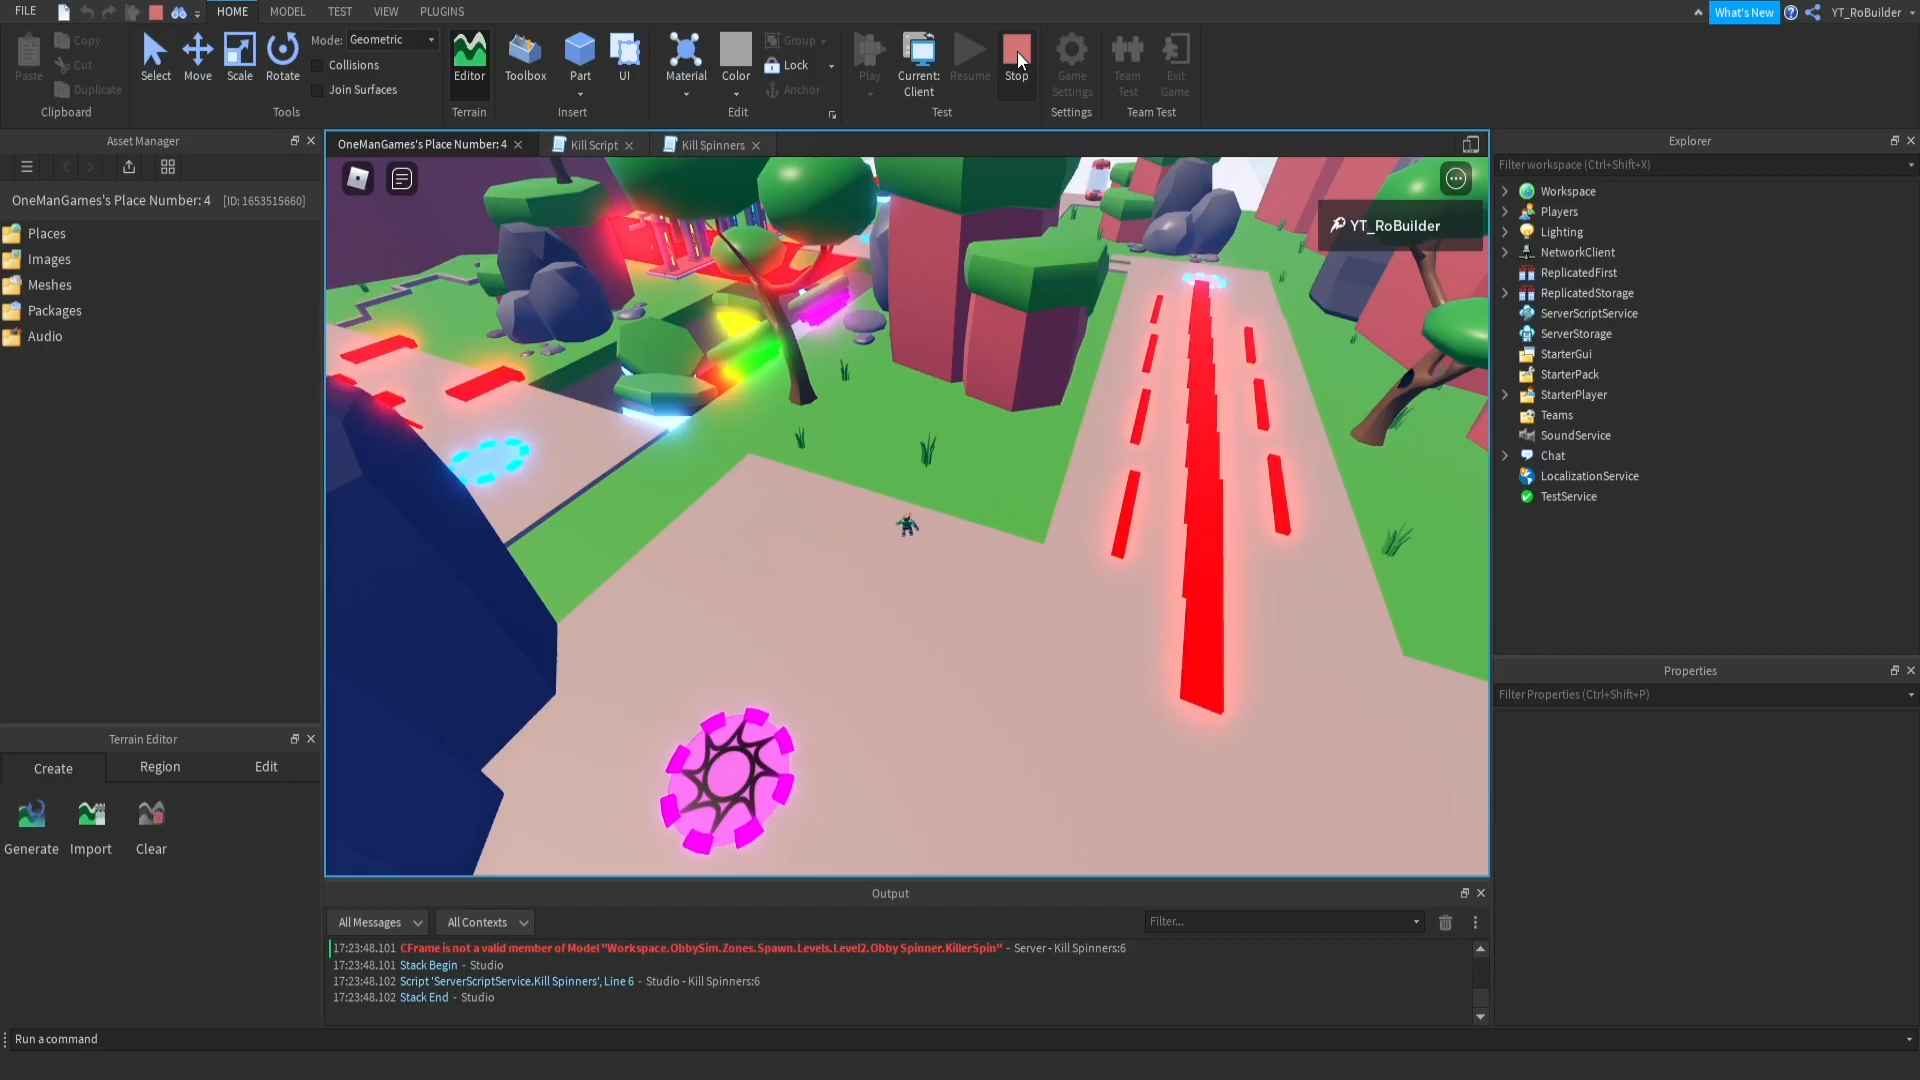 FILE HOME MODEL TEST VIEW PLUGINS What's New YT_RoBuilder
Paste Copy Cut Duplicate Clipboard
Select Move Scale Rotate Mode: Geometric Collisions Join Surfaces Tools
Editor Terrain
Toolbox Part UI Insert
Material Color Group Lock Anchor Edit
Play Current: Client Resume Stop Test
Game Settings Settings
Team Test Exit Game Team Test
Asset Manager
OneManGames's Place Number: 4 [ID: 1653515660]
Places
Images
Meshes
Packages
Audio
Terrain Editor
Create Region Edit
Generate Import Clear
OneManGames's Place Number: 4 Kill Script Kill Spinners
YT_RoBuilder
Output
All Messages All Contexts Filter...
17:23:48.101 CFrame is not a valid member of Model "Workspace.ObbySim.Zones.Spawn.Levels.Level2.Obby Spinner.KillerSpin" - Server - Kill Spinners:6
17:23:48.101 Stack Begin - Studio
17:23:48.102 Script 'ServerScriptService.Kill Spinners', Line 6 - Studio - Kill Spinners:6
17:23:48.102 Stack End - Studio
Explorer
Filter workspace (Ctrl+Shift+X)
Workspace
Players
Lighting
NetworkClient
ReplicatedFirst
ReplicatedStorage
ServerScriptService
ServerStorage
StarterGui
StarterPack
StarterPlayer
Teams
SoundService
Chat
LocalizationService
TestService
Properties
Filter Properties (Ctrl+Shift+P)
Run a command